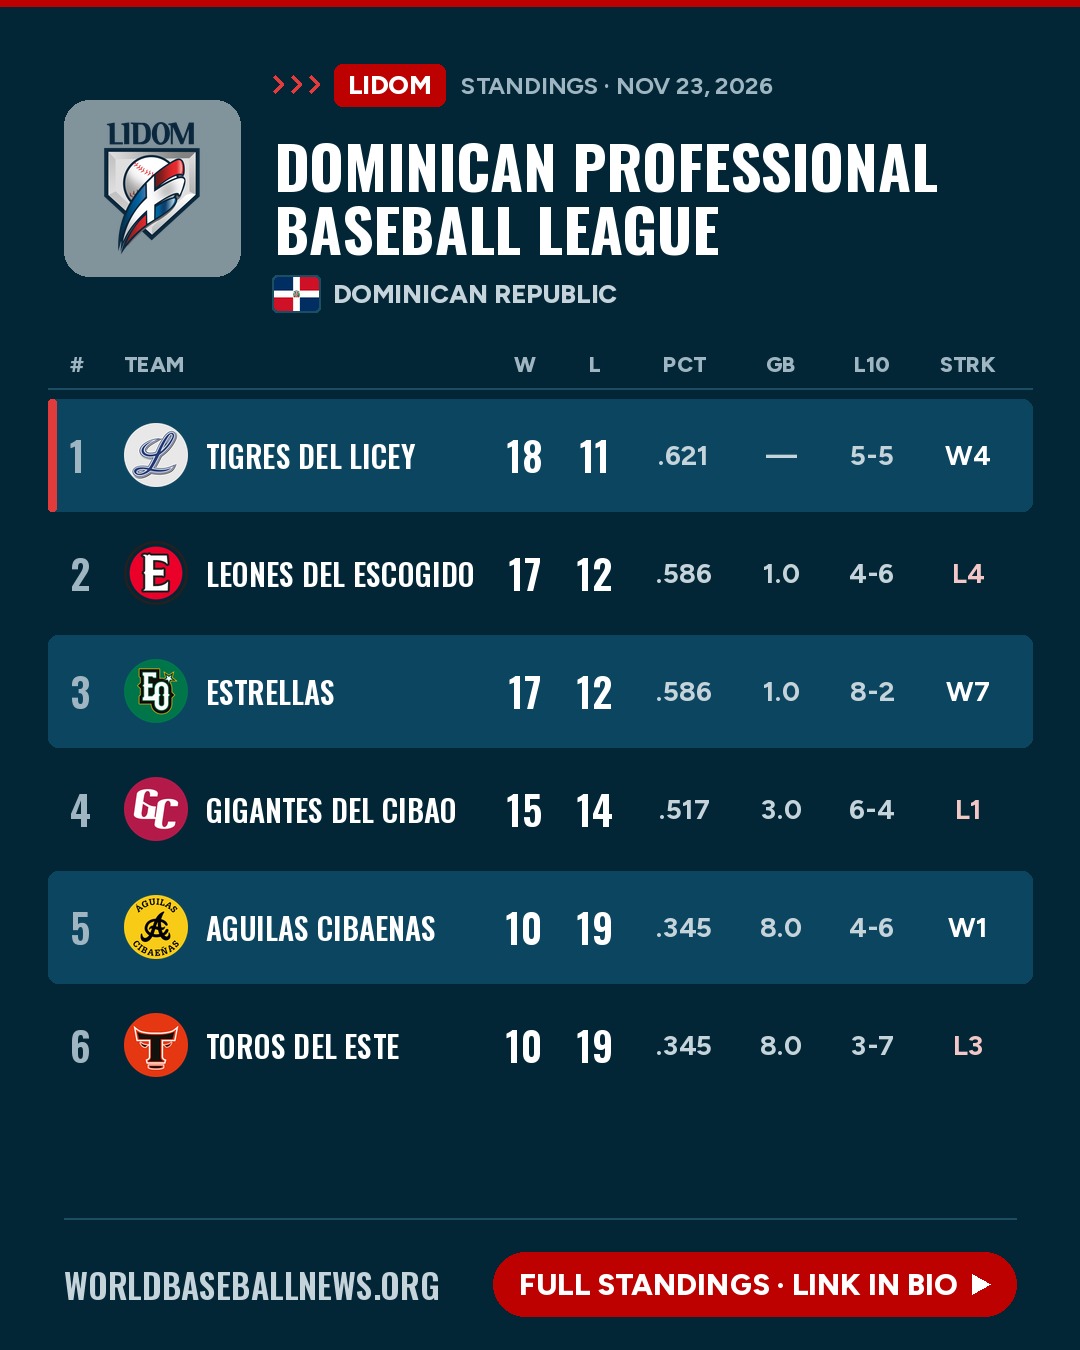 LIDOM STANDINGS · NOV 23, 2026
LIDOM
DOMINICAN PROFESSIONAL
BASEBALL LEAGUE
DOMINICAN REPUBLIC
# TEAM W L PCT GB L10 STRK
1 L TIGRES DEL LICEY 18 11 .621 — 5-5 W4
2 E LEONES DEL ESCOGIDO 17 12 .586 1.0 4-6 L4
3 EO ESTRELLAS 17 12 .586 1.0 8-2 W7
4 GC GIGANTES DEL CIBAO 15 14 .517 3.0 6-4 L1
5 AGUILAS CIBAEÑAS AGUILAS CIBAENAS 10 19 .345 8.0 4-6 W1
6 T TOROS DEL ESTE 10 19 .345 8.0 3-7 L3
WORLDBASEBALLNEWS.ORG
FULL STANDINGS · LINK IN BIO